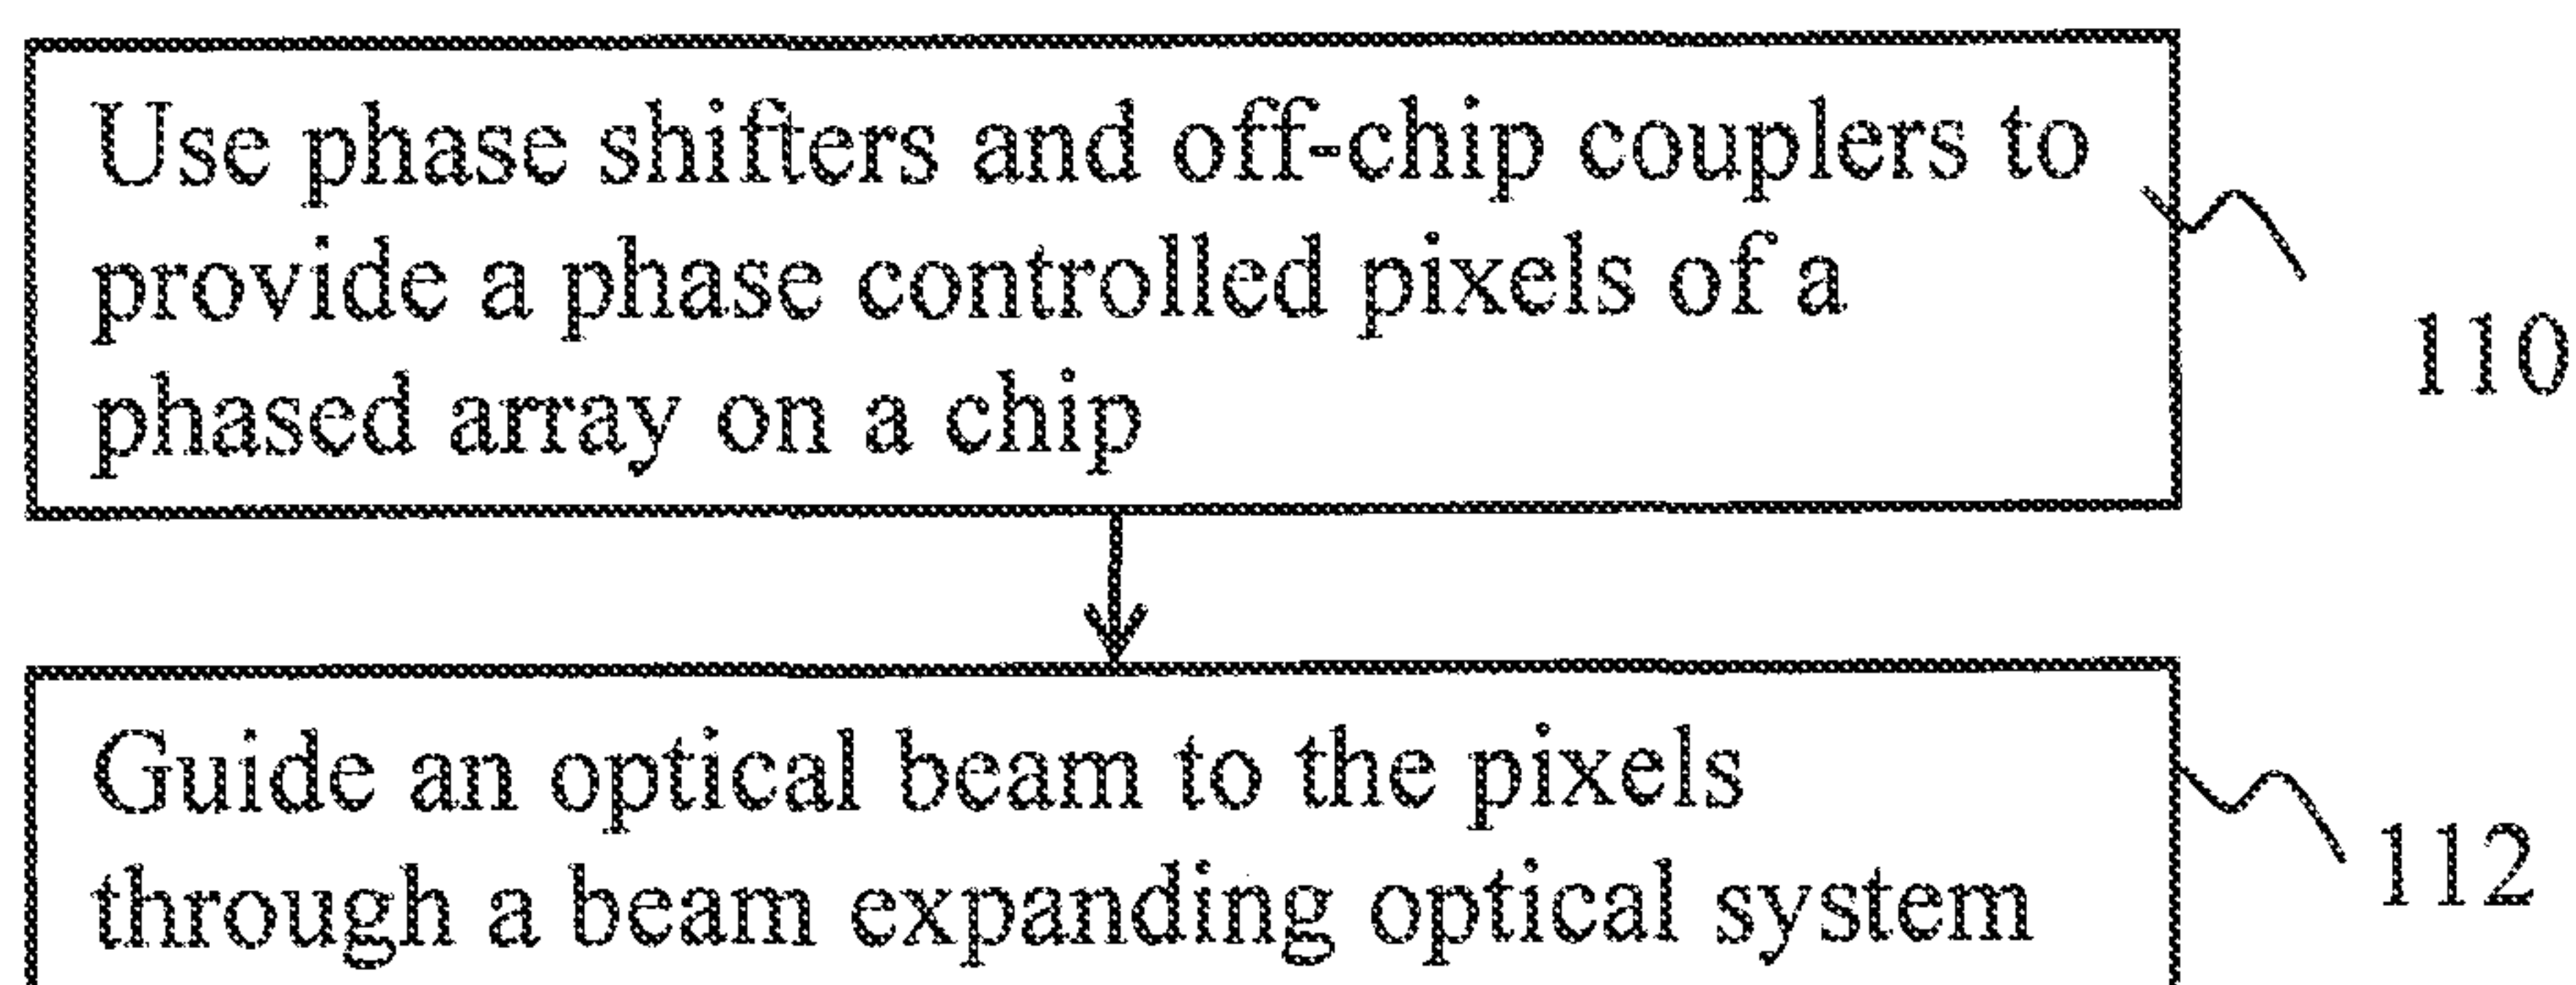 Use phase shifters and off-chip couplers to
provide a phase controlled pixels of a
phased array on a chip
110
Guide an optical beam to the pixels
through a beam expanding optical system
112